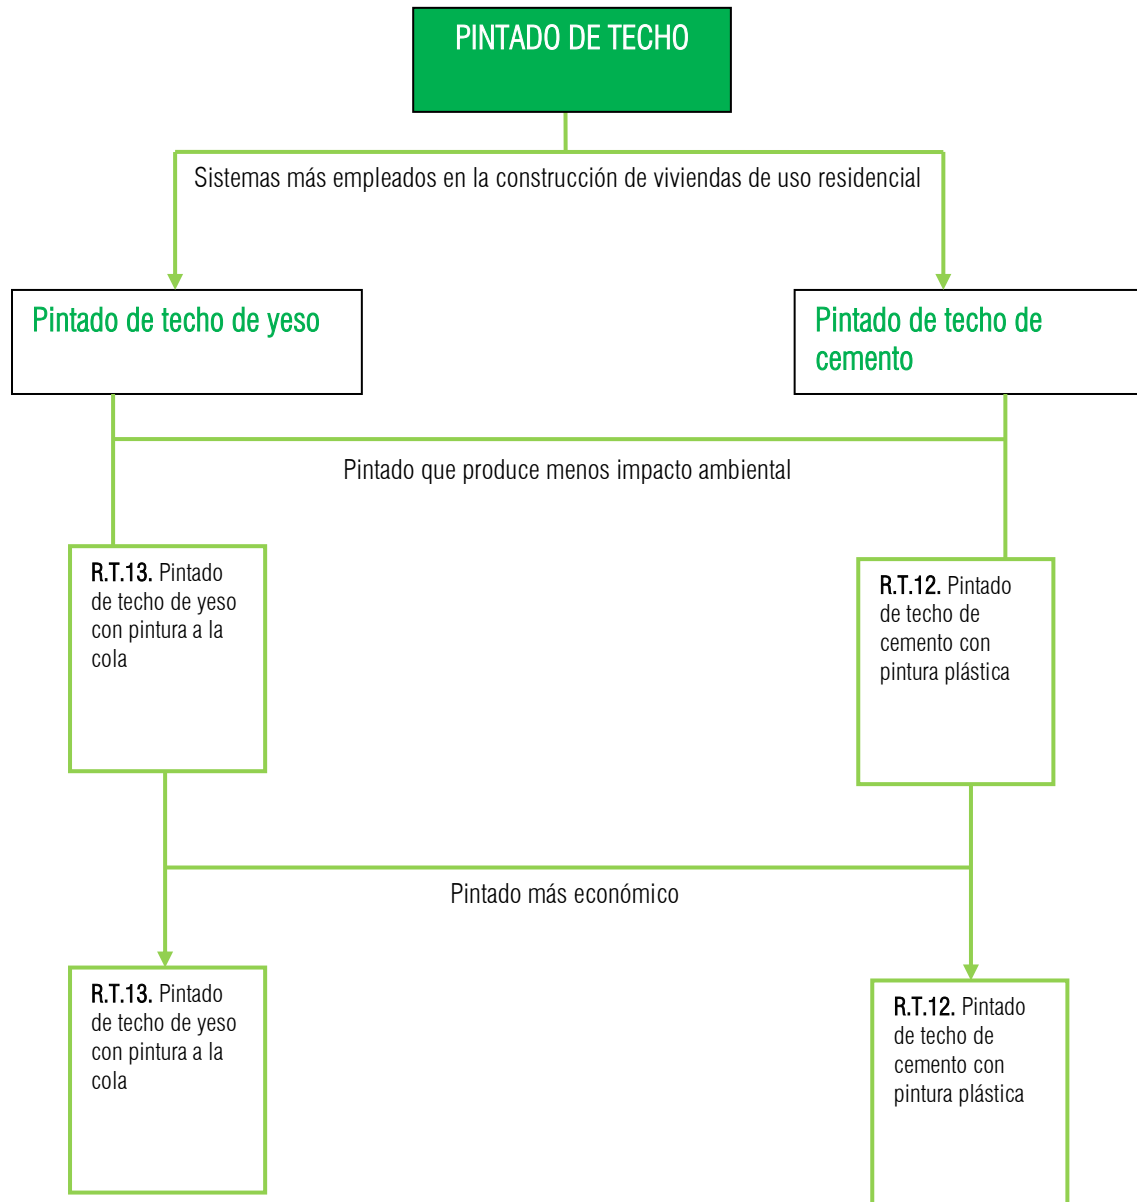 PINTADO DE TECHO
Sistemas más empleados en la construcción de viviendas de uso residencial
Pintado de techo de yeso
Pintado de techo de
cemento
Pintado que produce menos impacto ambiental
R.T.13. Pintado
de techo de yeso
con pintura a la
cola
R.T.12. Pintado
de techo de
cemento con
pintura plástica
Pintado más económico
R.T.13. Pintado
de techo de yeso
con pintura a la
cola
R.T.12. Pintado
de techo de
cemento con
pintura plástica